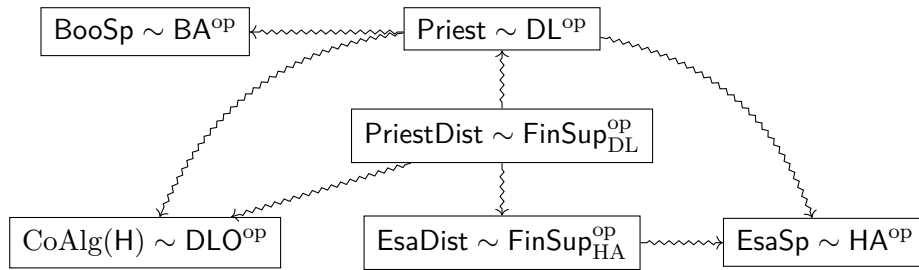 BooSp ∼ BA^op
Priest ∼ DL^op
PriestDist ∼ FinSup_DL^op
CoAlg(H) ∼ DLO^op
EsaDist ∼ FinSup_HA^op
EsaSp ∼ HA^op